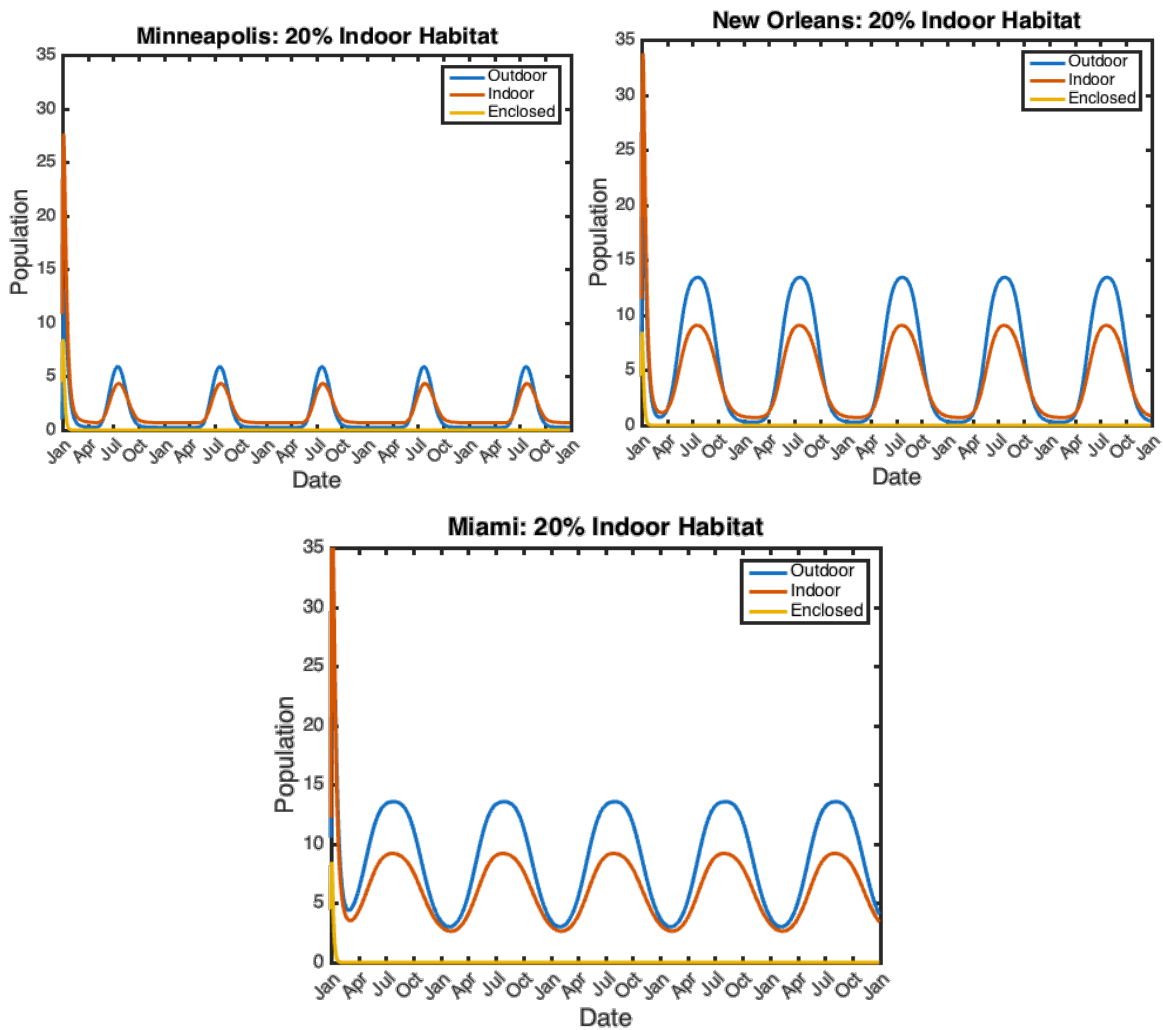 Minneapolis: 20% Indoor Habitat
35
30
25
20
15
10
5
0
Population
Outdoor
Indoor
Enclosed
Jan Apr Jul Oct Jan Apr Jul Oct Jan Apr Jul Oct Jan Apr Jul Oct Jan Apr Jul Oct Jan
Date
New Orleans: 20% Indoor Habitat
35
30
25
20
15
10
5
0
Population
Outdoor
Indoor
Enclosed
Jan Apr Jul Oct Jan Apr Jul Oct Jan Apr Jul Oct Jan Apr Jul Oct Jan Apr Jul Oct Jan
Date
Miami: 20% Indoor Habitat
35
30
25
20
15
10
5
0
Population
Outdoor
Indoor
Enclosed
Jan Apr Jul Oct Jan Apr Jul Oct Jan Apr Jul Oct Jan Apr Jul Oct Jan Apr Jul Oct Jan
Date